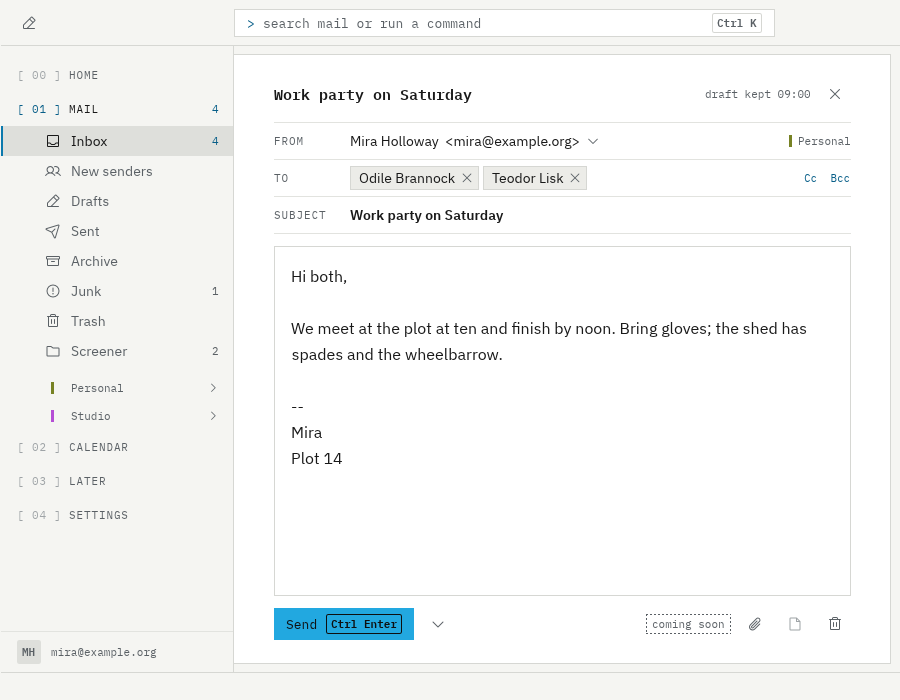 > search mail or run a command Ctrl K
[ 00 ] HOME
[ 01 ] MAIL 4
Inbox 4
New senders
Drafts
Sent
Archive
Junk 1
Trash
Screener 2
Personal
Studio
[ 02 ] CALENDAR
[ 03 ] LATER
[ 04 ] SETTINGS
MH mira@example.org
Work party on Saturday draft kept 09:00
FROM Mira Holloway <mira@example.org> Personal
TO Odile Brannock Teodor Lisk Cc Bcc
SUBJECT Work party on Saturday
Hi both,
We meet at the plot at ten and finish by noon. Bring gloves; the shed has
spades and the wheelbarrow.
--
Mira
Plot 14
Send Ctrl Enter coming soon